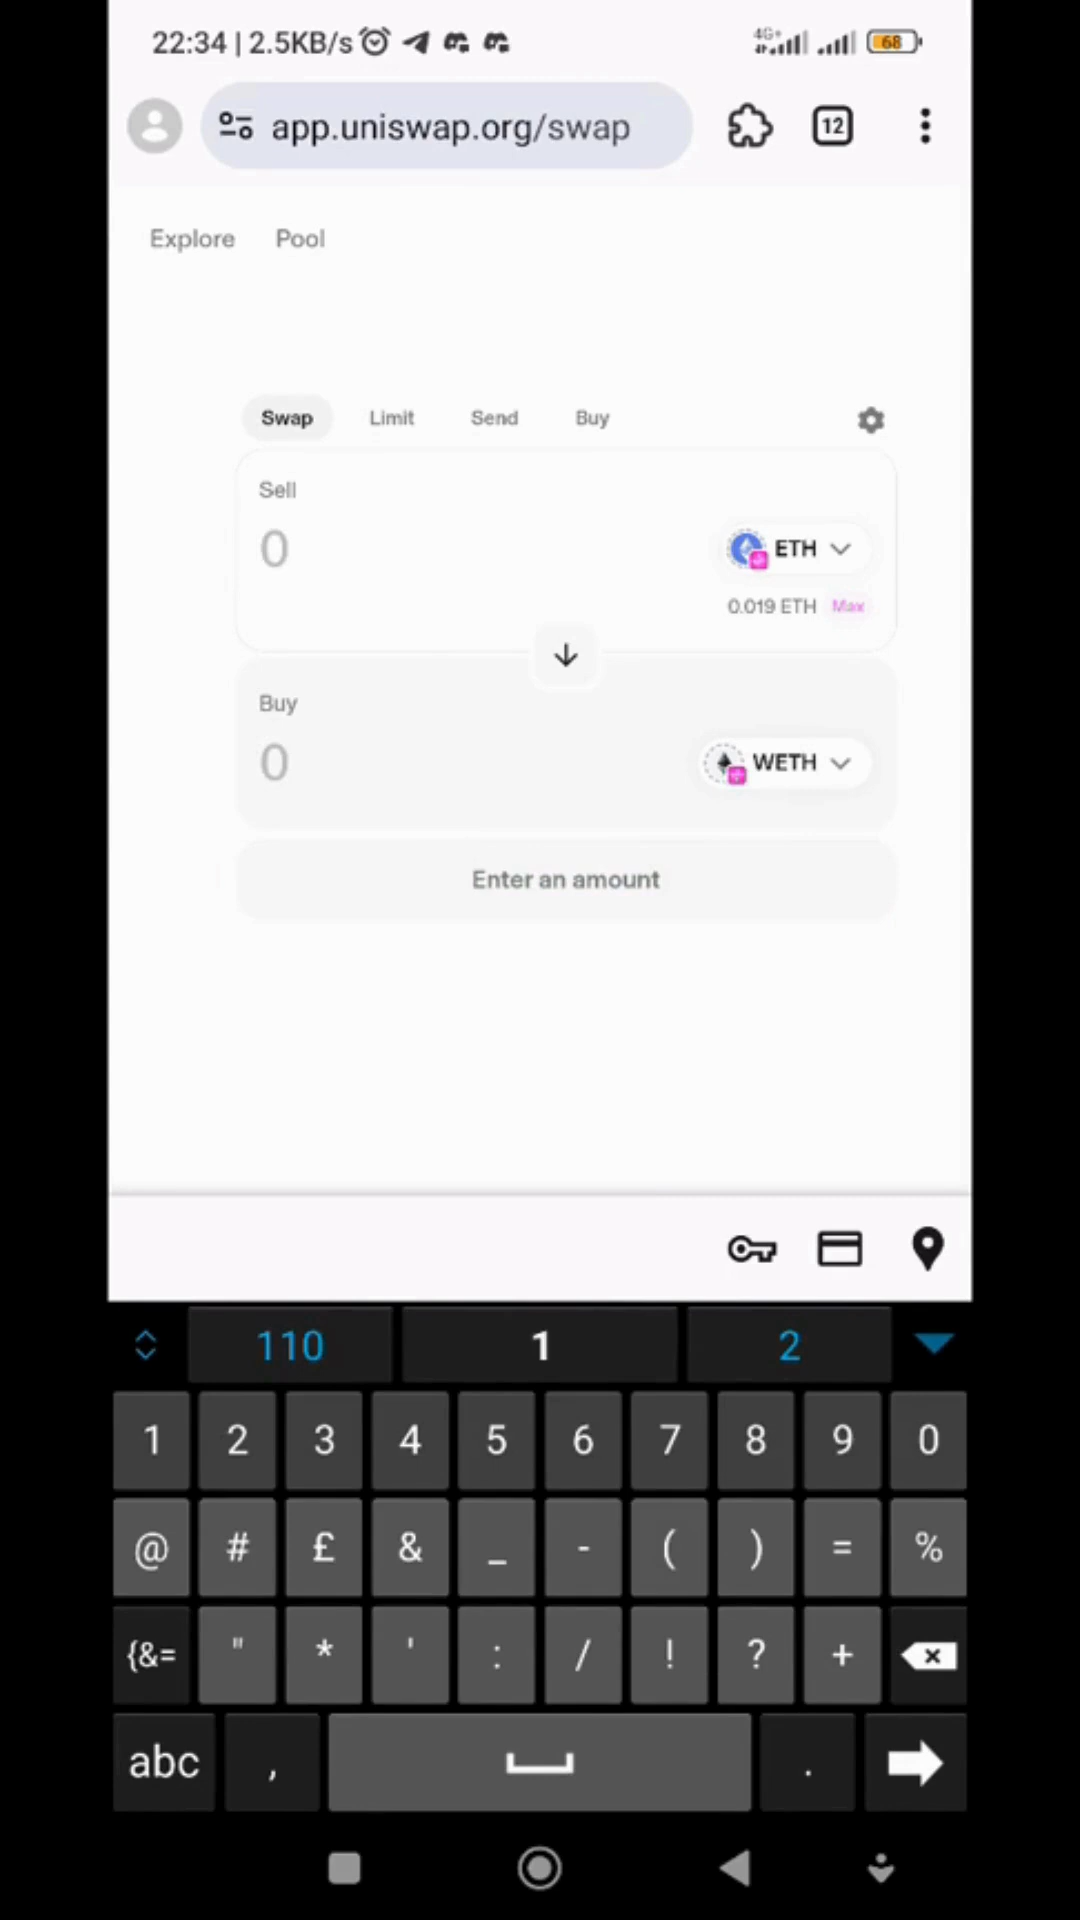 22:34 | 2.5KB/s 4G+ 68
app.uniswap.org/swap 12
Explore Pool
Swap Limit Send Buy
Sell
0 ETH
0.019 ETH Max
Buy
0 WETH
Enter an amount
110 1 2
1 2 3 4 5 6 7 8 9 0
@ # £ & _ - ( ) = %
{&= " * ' : / ! ? +
abc , .